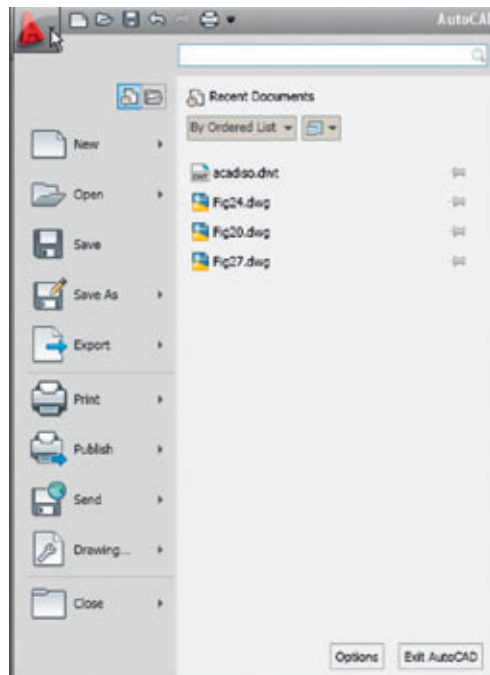 AutoCAD
Recent Documents
By Ordered List
New
acadiso.dwt
Open
Fig24.dwg
Fig20.dwg
Save
Fig27.dwg
Save As
Export
Print
Publish
Send
Drawing...
Close
Options
Exit AutoCAD